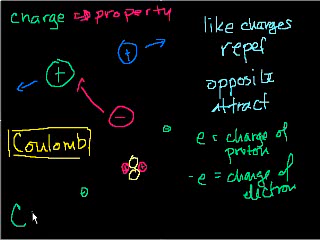 charge => property
like charges
repel
+
+
opposite
attract
-
Coulomb
e = charge of
proton
-e = charge of
electron
C